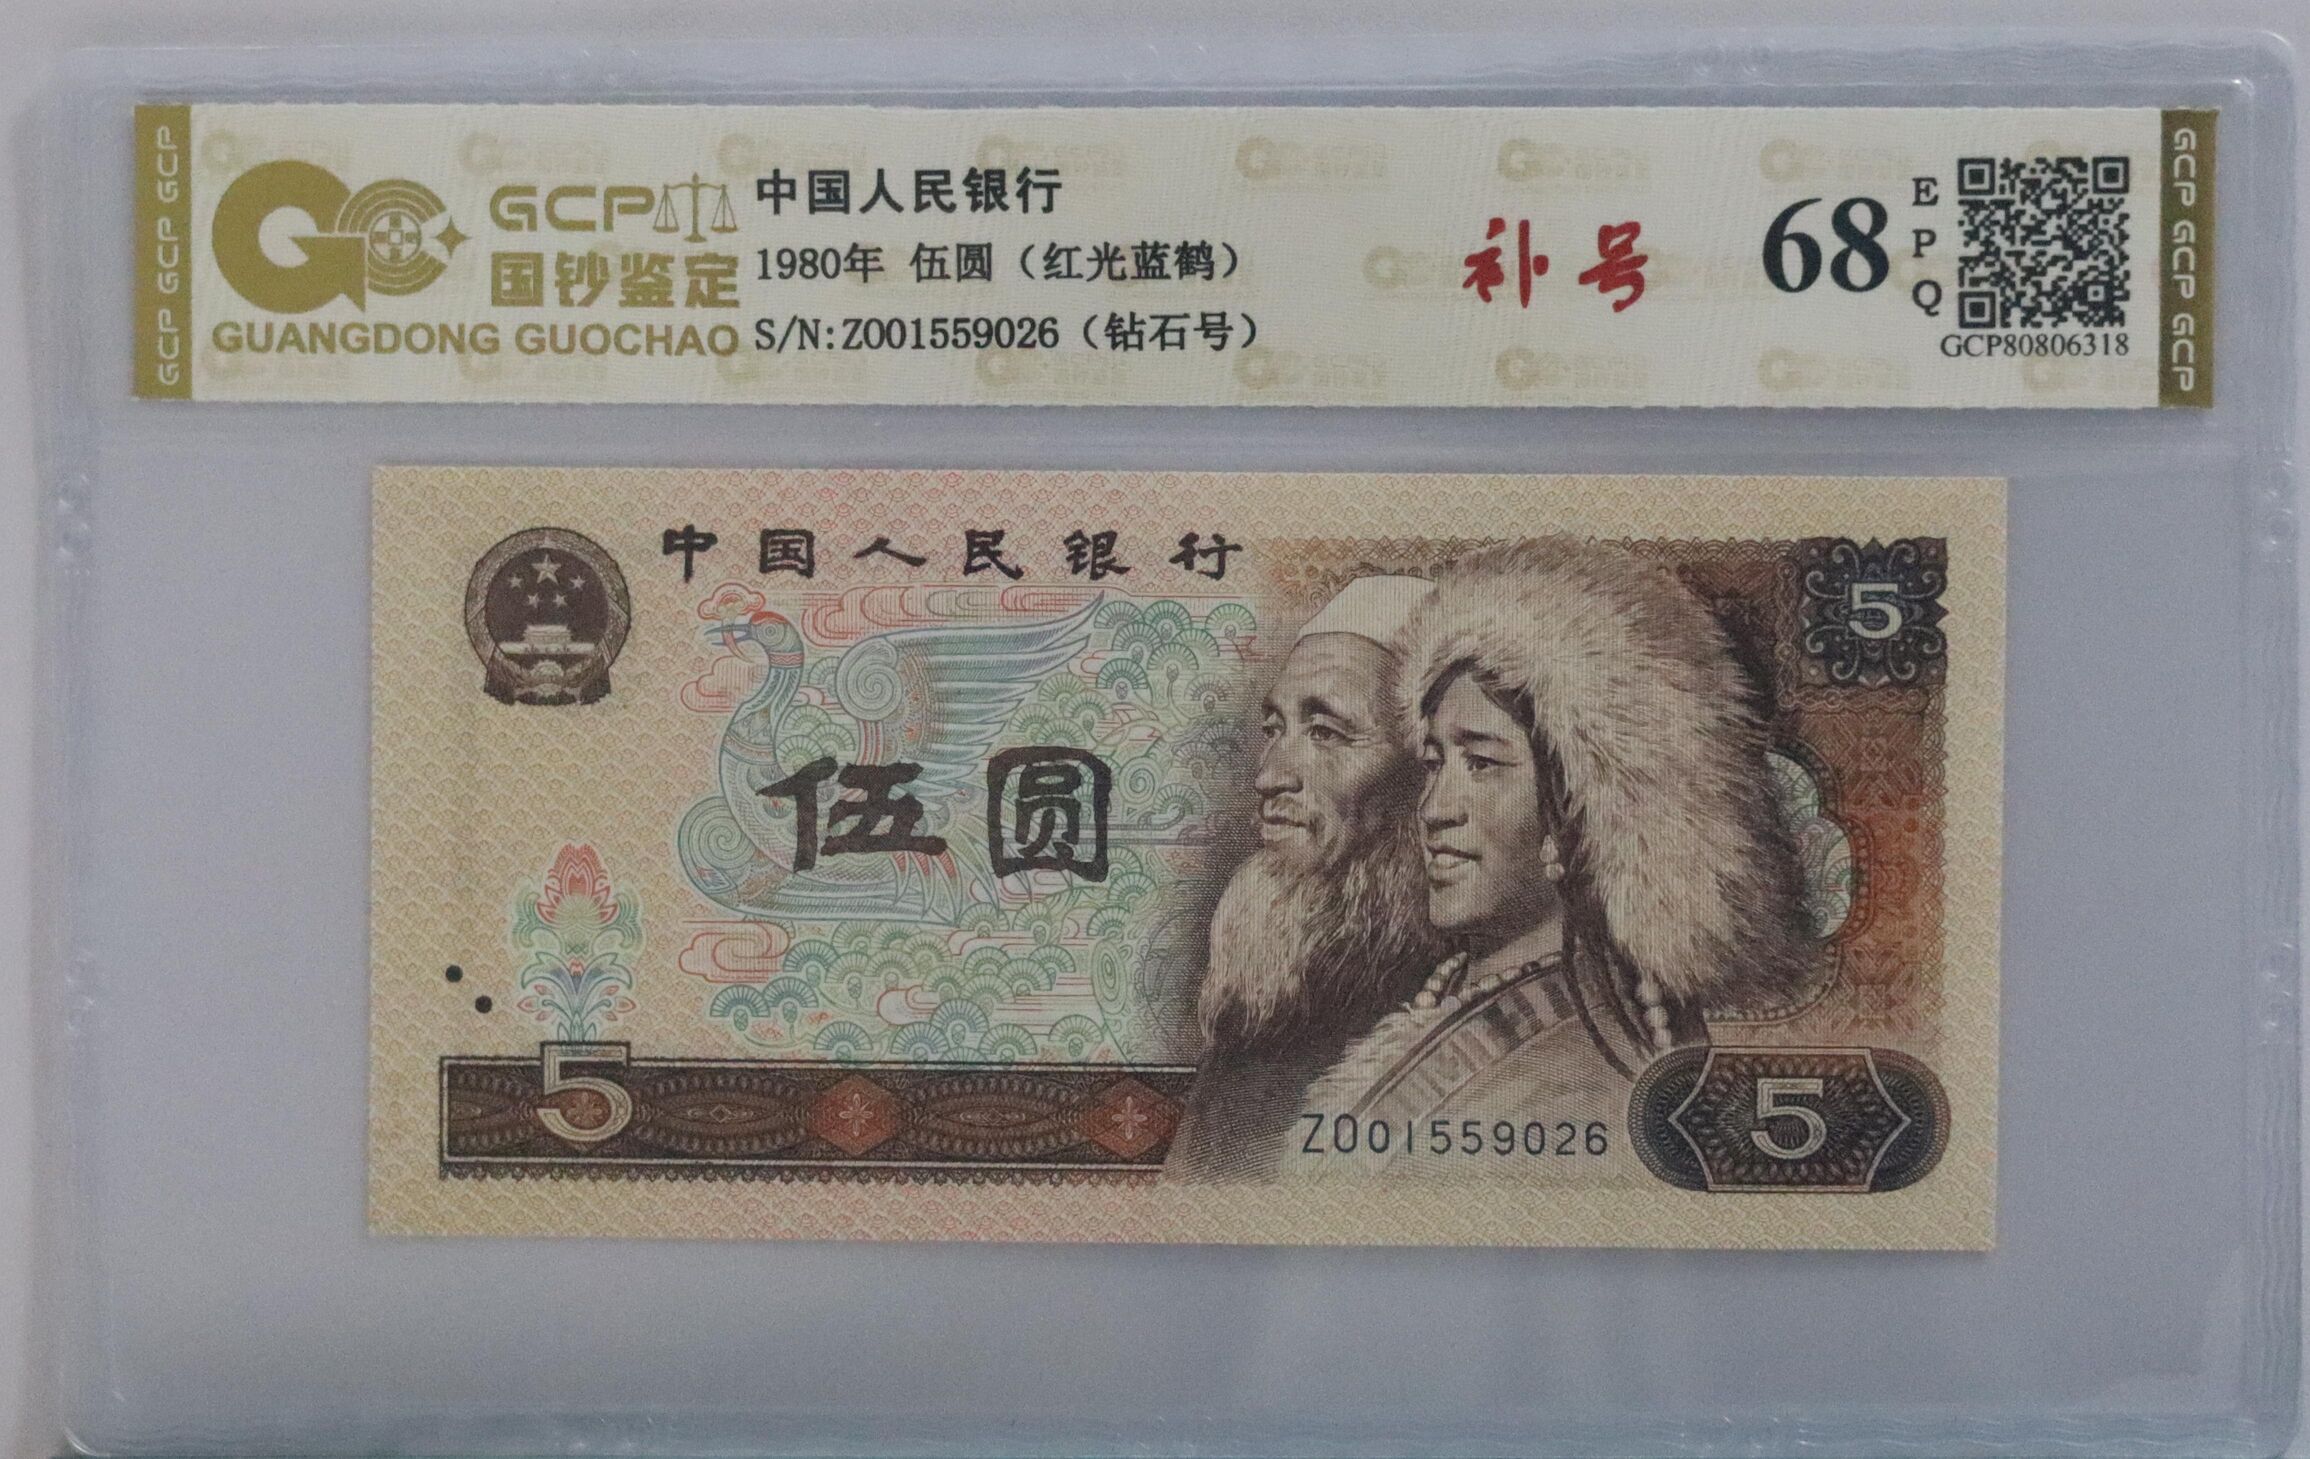 GCP GCP GCP
GCP
国钞鉴定
GUANGDONG GUOCHAO
中国人民银行
1980年 伍圆（红光蓝鹤）
S/N:Z001559026（钻石号）
补号
68
E
P
Q
GCP80806318
GCP GCP GCP
中国人民银行
5
伍圆
5
Z001559026
5